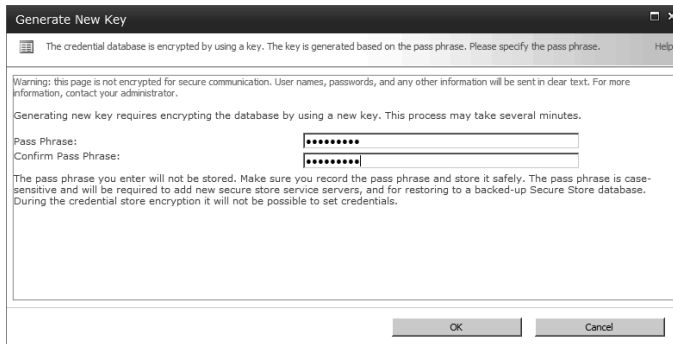 Generate New Key
The credential database is encrypted by using a key. The key is generated based on the pass phrase. Please specify the pass phrase.
Help
Warning: this page is not encrypted for secure communication. User names, passwords, and any other information will be sent in clear text. For more
information, contact your administrator.
Generating new key requires encrypting the database by using a new key. This process may take several minutes.
Pass Phrase:
Confirm Pass Phrase:
The pass phrase you enter will not be stored. Make sure you record the pass phrase and store it safely. The pass phrase is case-
sensitive and will be required to add new secure store service servers, and for restoring to a backed-up Secure Store database.
During the credential store encryption it will not be possible to set credentials.
OK
Cancel